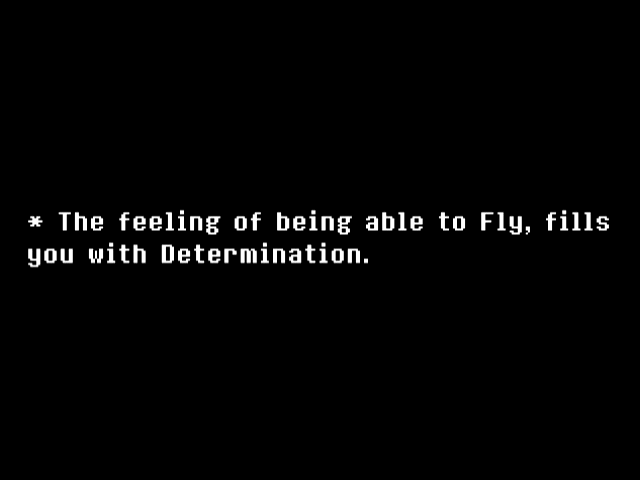 * The feeling of being able to Fly, fills
you with Determination.